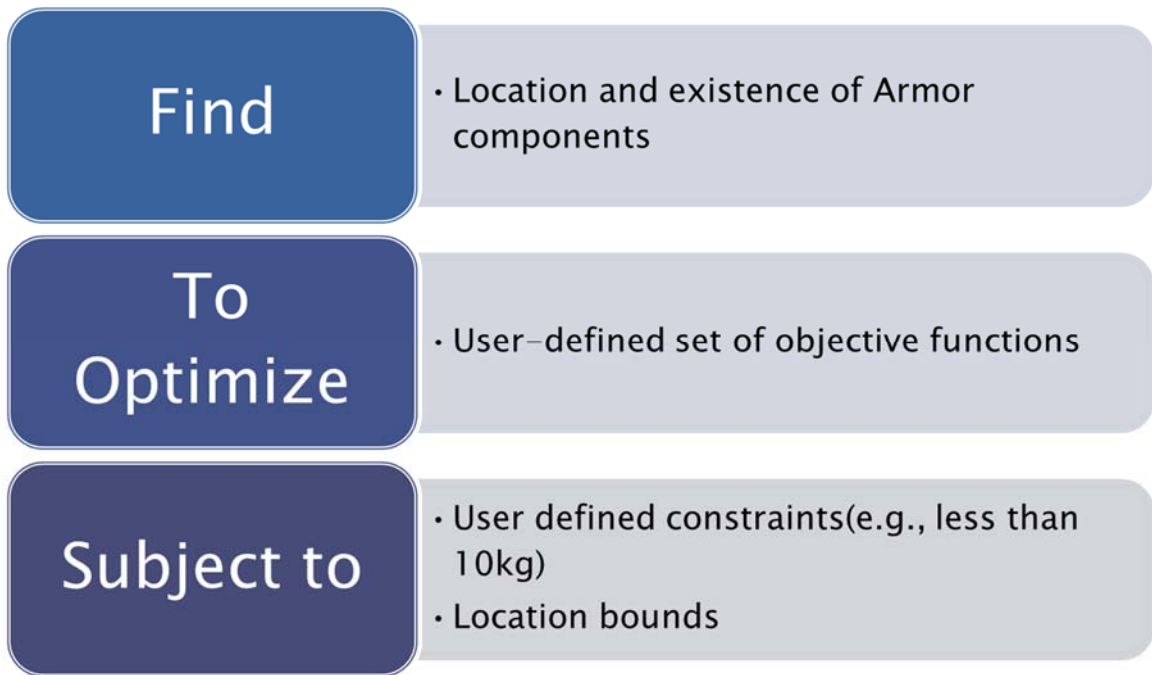 Find
• Location and existence of Armor
components
To
Optimize
• User-defined set of objective functions
Subject to
• User defined constraints(e.g., less than
10kg)
• Location bounds